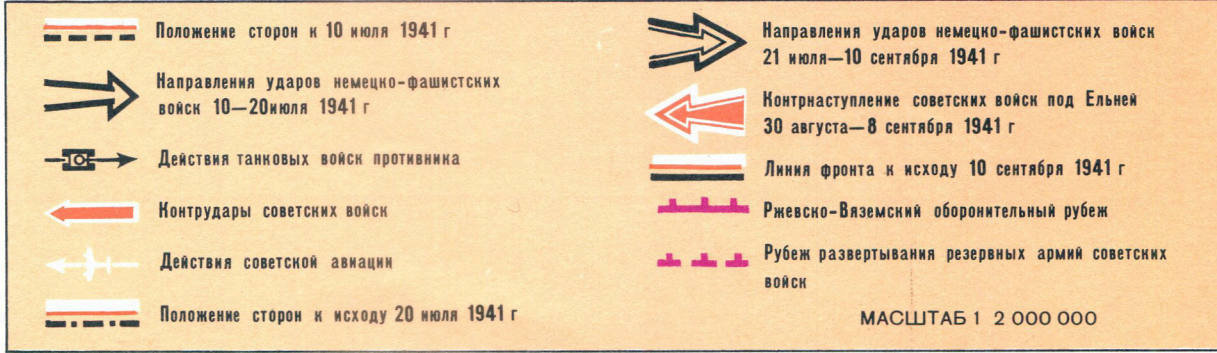 Положение сторон к 10 июля 1941 г
Направления ударов немецко-фашистских
войск 10—20июля 1941 г
Действия танковых войск противника
Контрудары советских войск
Действия советской авиации
Положение сторон к исходу 20 июля 1941 г
Направления ударов немецко-фашистских войск
21 июля—10 сентября 1941 г
Контрнаступление советских войск под Ельней
30 августа—8 сентября 1941 г
Линия фронта к исходу 10 сентября 1941 г
Ржевско-Вяземский оборонительный рубеж
Рубеж развертывания резервных армий советских
войск
МАСШТАБ 1 2 000 000